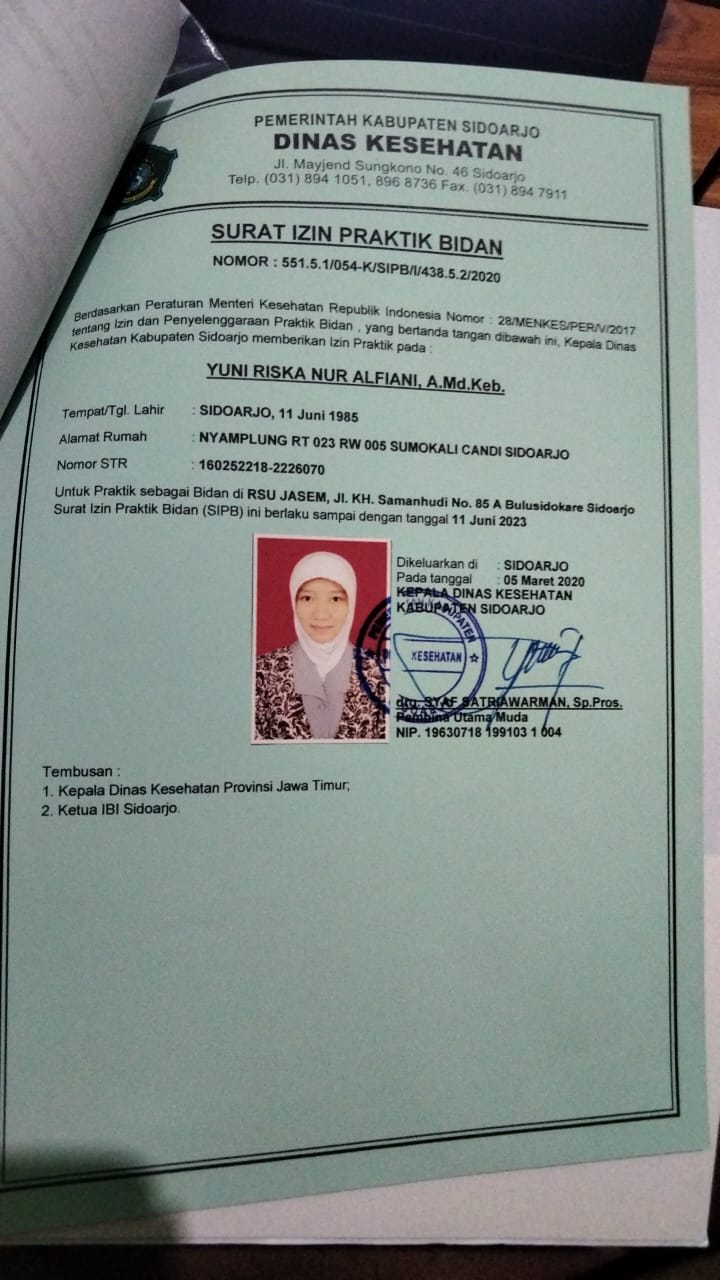 PEMERINTAH KABUPATEN SIDOARJO
DINAS KESEHATAN
Jl. Mayjend Sungkono No. 46 Sidoarjo
Telp. (031) 894 1051, 896 8736 Fax. (031) 894 7911
SURAT IZIN PRAKTIK BIDAN
NOMOR : 551.5.1/054-K/SIPB/I/438.5.2/2020
Berdasarkan Peraturan Menteri Kesehatan Republik Indonesia Nomor : 28/MENKES/PER/V/2017
tentang Izin dan Penyelenggaraan Praktik Bidan , yang bertanda tangan dibawah ini, Kepala Dinas
Kesehatan Kabupaten Sidoarjo memberikan Izin Praktik pada :
YUNI RISKA NUR ALFIANI, A.Md.Keb.
Tempat/Tgl. Lahir : SIDOARJO, 11 Juni 1985
Alamat Rumah : NYAMPLUNG RT 023 RW 005 SUMOKALI CANDI SIDOARJO
Nomor STR : 160252218-2226070
Untuk Praktik sebagai Bidan di RSU JASEM, Jl. KH. Samanhudi No. 85 A Bulusidokare Sidoarjo
Surat Izin Praktik Bidan (SIPB) ini berlaku sampai dengan tanggal 11 Juni 2023
Dikeluarkan di : SIDOARJO
Pada tanggal : 05 Maret 2020
KEPALA DINAS KESEHATAN
KABUPATEN SIDOARJO
KESEHATAN
drg. SYAF SATRIAWARMAN, Sp.Pros.
Pembina Utama Muda
NIP. 19630718 199103 1 004
Tembusan :
1. Kepala Dinas Kesehatan Provinsi Jawa Timur;
2. Ketua IBI Sidoarjo.